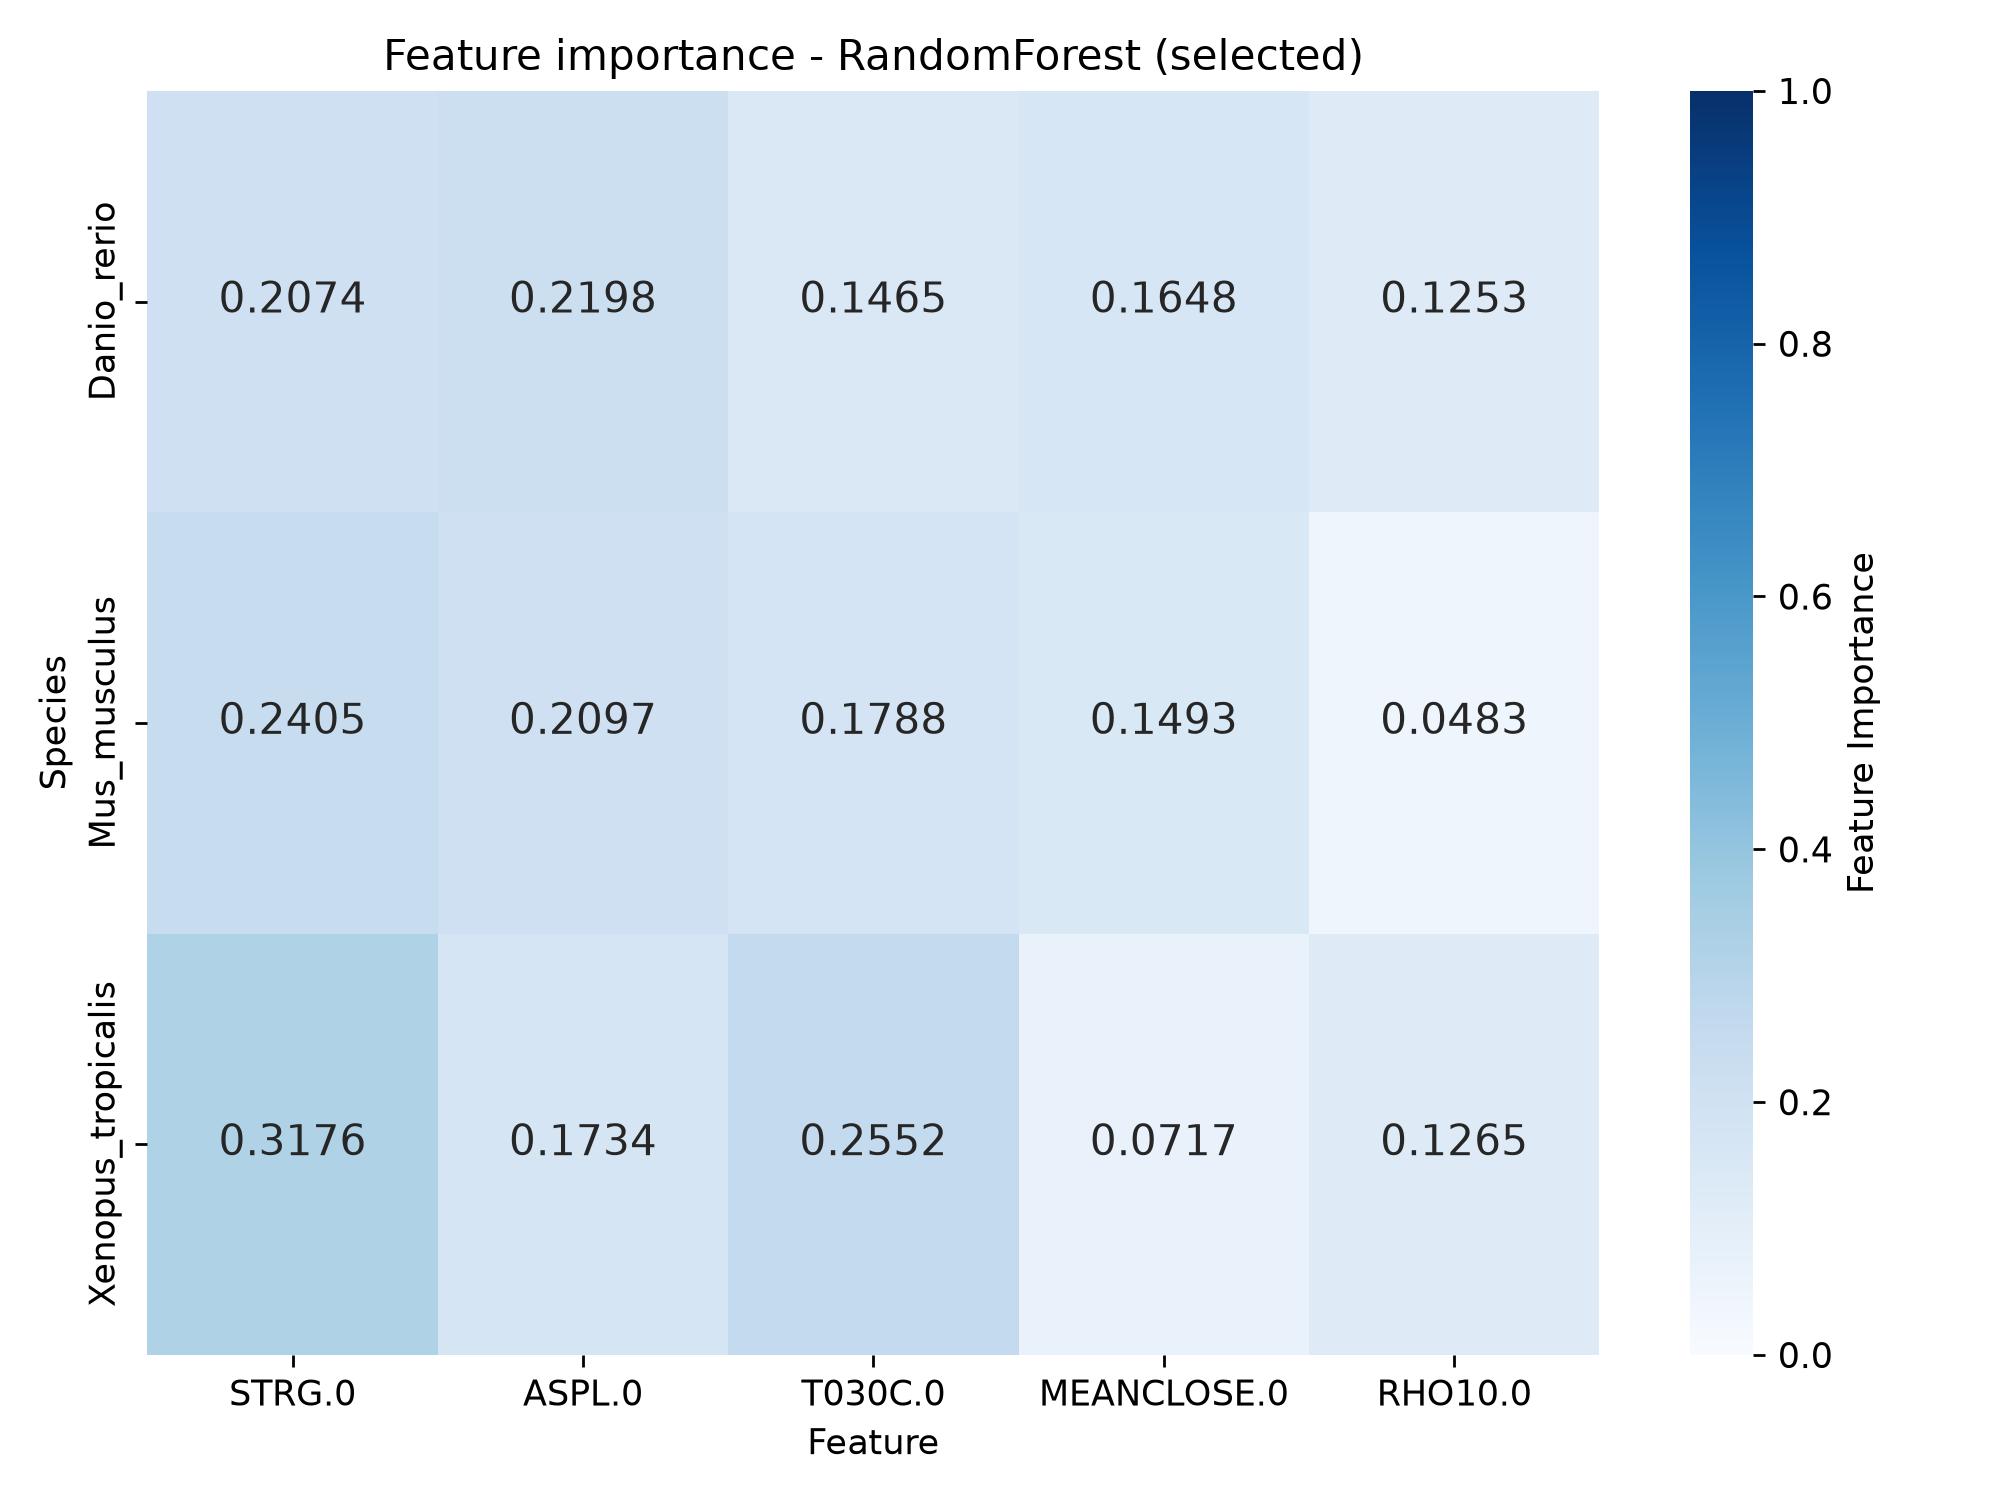 Feature importance - RandomForest (selected)
Species
Danio_rerio
0.2074 0.2198 0.1465 0.1648 0.1253
Mus_musculus
0.2405 0.2097 0.1788 0.1493 0.0483
Xenopus_tropicalis
0.3176 0.1734 0.2552 0.0717 0.1265
STRG.0 ASPL.0 T030C.0 MEANCLOSE.0 RHO10.0
Feature
1.0
0.8
0.6
0.4
0.2
0.0
Feature Importance